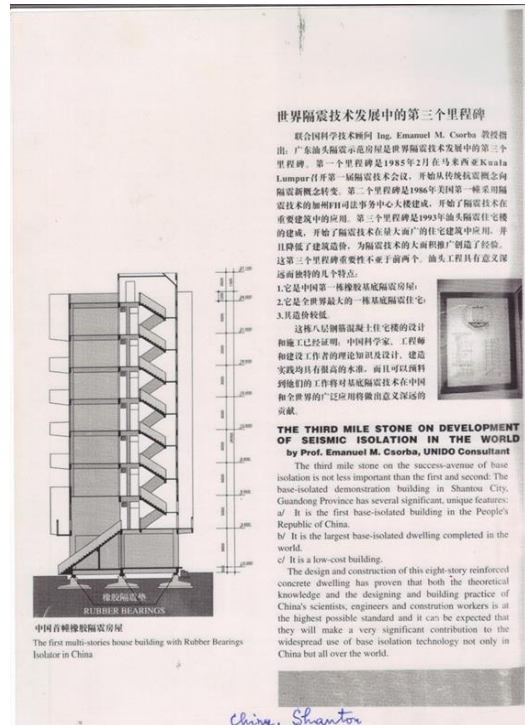 世界隔震技术发展中的第三个里程碑
联合国科学技术顾问 Ing. Emanuel M. Csorba 教授指
出：广东汕头隔震示范房屋是世界隔震技术发展中的第三个
里程碑。第一个里程碑是1985年2月在马来西亚Kuala
Lumpur召开第一届隔震技术会议，开始从传统抗震概念向
隔震新概念转变。第二个里程碑是1986年美国第一幢采用隔
震技术的加州FH司法事务中心大楼建成，开始了隔震技术在
重要建筑中的应用。第三个里程碑是1993年汕头隔震住宅楼
的建成，开始了隔震技术在量大面广的住宅建筑中应用，并
且降低了建筑造价，为隔震技术的大面积推广创造了经验。
这第三个里程碑重要性不亚于前两个。汕头工程具有意义深
远而独特的几个特点：
1.它是中国第一栋橡胶基底隔震房屋；
2.它是全世界最大的一栋基底隔震住宅；
3.其造价较低。
这栋八层钢筋混凝土住宅楼的设计
和施工已经证明：中国科学家、工程师
和建设工作者的理论知识及设计、建造
实践均具有很高的水准。而且可以预料
到他们的工作将对基底隔震技术在中国
和全世界的广泛应用将做出意义深远的
贡献。
THE THIRD MILE STONE ON DEVELOPMENT
OF SEISMIC ISOLATION IN THE WORLD
by Prof. Emanuel M. Csorba, UNIDO Consultant
The third mile stone on the success-avenue of base
isolation is not less important than the first and second: The
base-isolated demonstration building in Shantou City,
Guandong Province has several significant, unique features:
a/ It is the first base-isolated building in the People's
Republic of China.
b/ It is the largest base-isolated dwelling completed in the
world.
c/ It is a low-cost building.
The design and construction of this eight-story reinforced
concrete dwelling has proven that both the theoretical
knowledge and the designing and building practice of
China's scientists, engineers and constrution workers is at
the highest possible standard and it can be expected that
they will make a very significant contribution to the
widespread use of base isolation technology not only in
China but all over the world.
橡胶隔震垫
RUBBER BEARINGS
中国首幢橡胶隔震房屋
The first multi-stories house building with Rubber Bearings
Isolator in China
China, Shantou